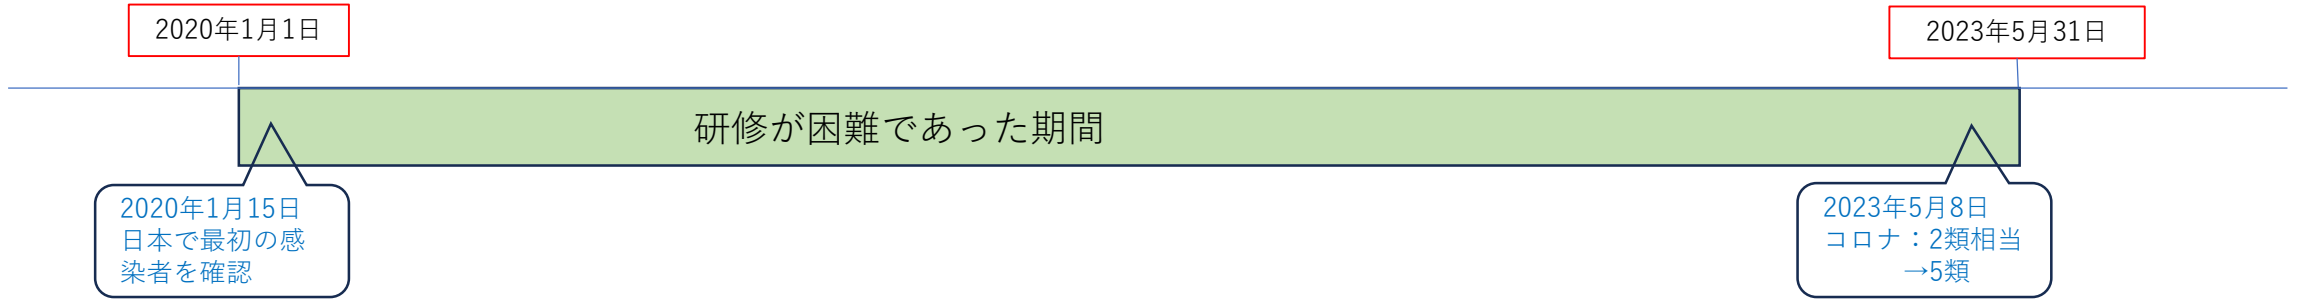 2020年1月1日
2023年5月31日
研修が困難であった期間
2020年1月15日
日本で最初の感
染者を確認
2023年5月8日
コロナ：2類相当
→5類